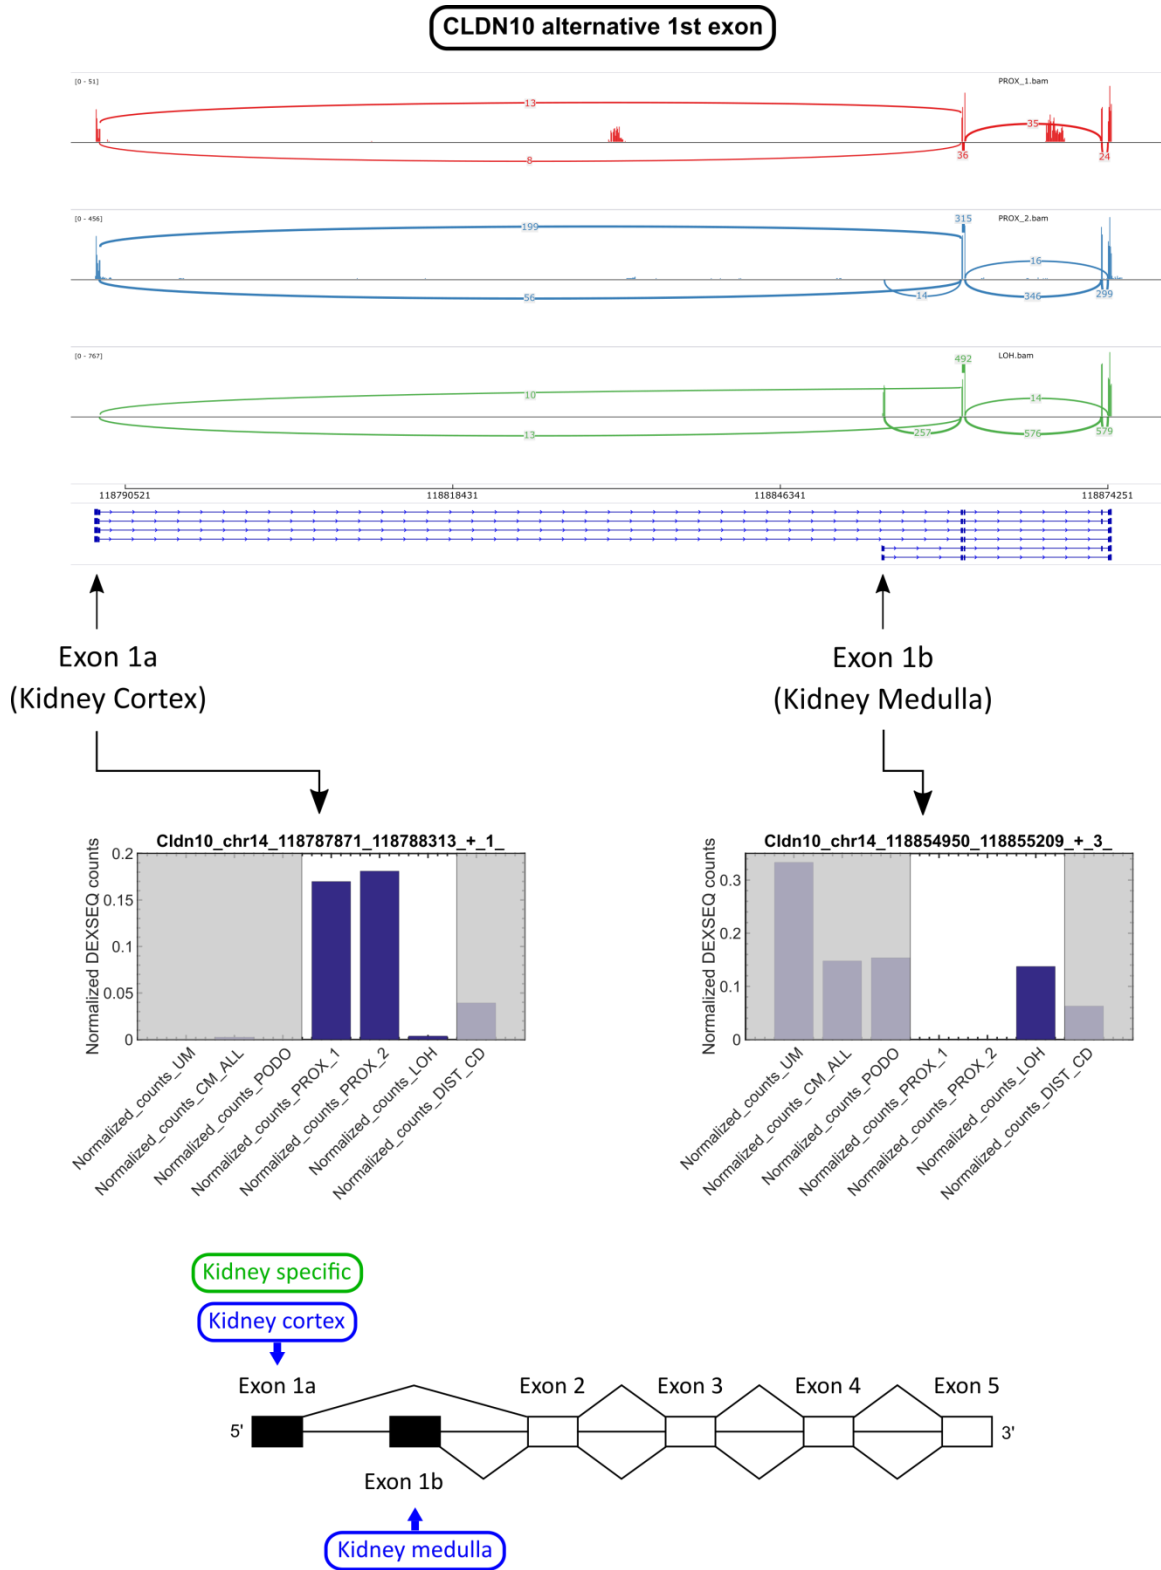 CLDN10 alternative 1st exon
[0 - 51]
PROX_1.bam
13
35
8
36
24
[0 - 456]
PROX_2.bam
315
199
16
56
14
346
299
[0 - 767]
LOH.bam
492
10
14
13
257
576
579
118790521
118818431
118846341
118874251
Exon 1a
(Kidney Cortex)
Exon 1b
(Kidney Medulla)
Cldn10_chr14_118787871_118788313_+_1_
Normalized DEXSEQ counts
0.2
0.15
0.1
0.05
0
Normalized_counts_UM
Normalized_counts_CM_ALL
Normalized_counts_PODO
Normalized_counts_PROX_1
Normalized_counts_PROX_2
Normalized_counts_LOH
Normalized_counts_DIST_CD
Cldn10_chr14_118854950_118855209_+_3_
Normalized DEXSEQ counts
0.3
0.2
0.1
0
Normalized_counts_UM
Normalized_counts_CM_ALL
Normalized_counts_PODO
Normalized_counts_PROX_1
Normalized_counts_PROX_2
Normalized_counts_LOH
Normalized_counts_DIST_CD
Kidney specific
Kidney cortex
Exon 1a
Exon 2
Exon 3
Exon 4
Exon 5
5'
3'
Exon 1b
Kidney medulla